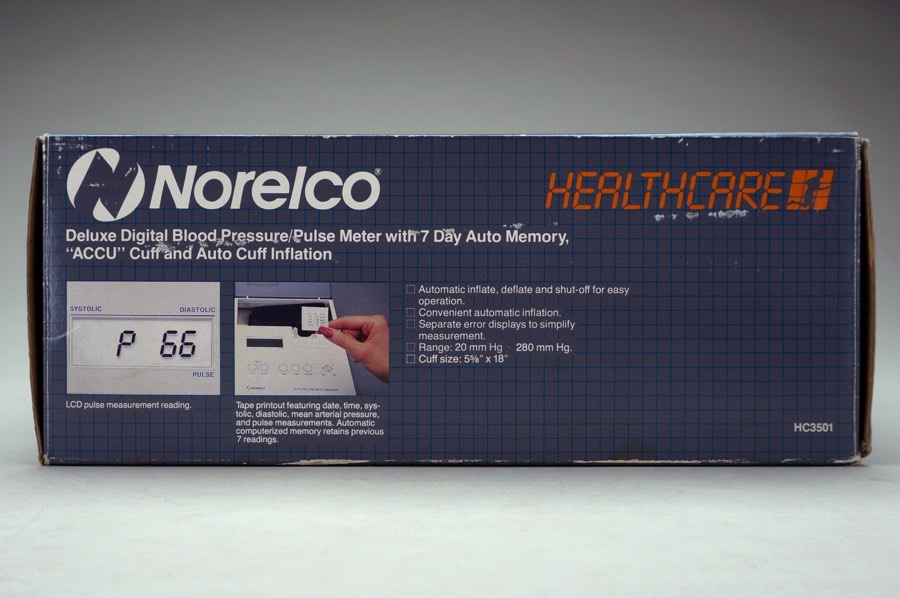 Norelco®
HEALTHCARE
Deluxe Digital Blood Pressure/Pulse Meter with 7 Day Auto Memory,
"ACCU" Cuff and Auto Cuff Inflation
SYSTOLIC DIASTOLIC
P 66
PULSE
LCD pulse measurement reading.
NORELCO
Tape printout featuring date, time, sys-
tolic, diastolic, mean arterial pressure,
and pulse measurements. Automatic
computerized memory retains previous
7 readings.
□ Automatic inflate, deflate and shut-off for easy
operation.
□ Convenient automatic inflation.
□ Separate error displays to simplify
measurement.
□ Range: 20 mm Hg - 280 mm Hg.
□ Cuff size: 5⅝" x 18"
HC3501